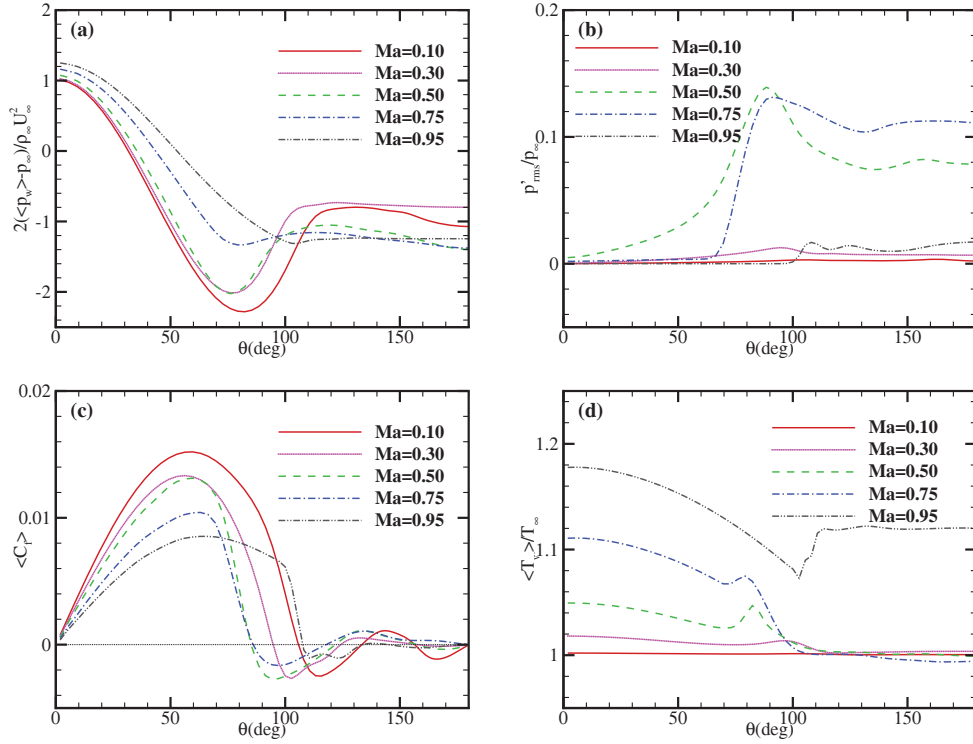 (a)
Ma=0.10
Ma=0.30
Ma=0.50
Ma=0.75
Ma=0.95
2
1
0
-1
-2
2(<p_w>-p_∞)/ρ_∞U_∞^2
0 50 100 150
θ(deg)
(b)
Ma=0.10
Ma=0.30
Ma=0.50
Ma=0.75
Ma=0.95
0.2
0.1
0
p'_rms/p_∞
0 50 100 150
θ(deg)
(c)
Ma=0.10
Ma=0.30
Ma=0.50
Ma=0.75
Ma=0.95
0.02
0.01
0
<C_f>
0 50 100 150
θ(deg)
(d)
Ma=0.10
Ma=0.30
Ma=0.50
Ma=0.75
Ma=0.95
1.2
1.1
1
<T_w>/T_∞
0 50 100 150
θ(deg)